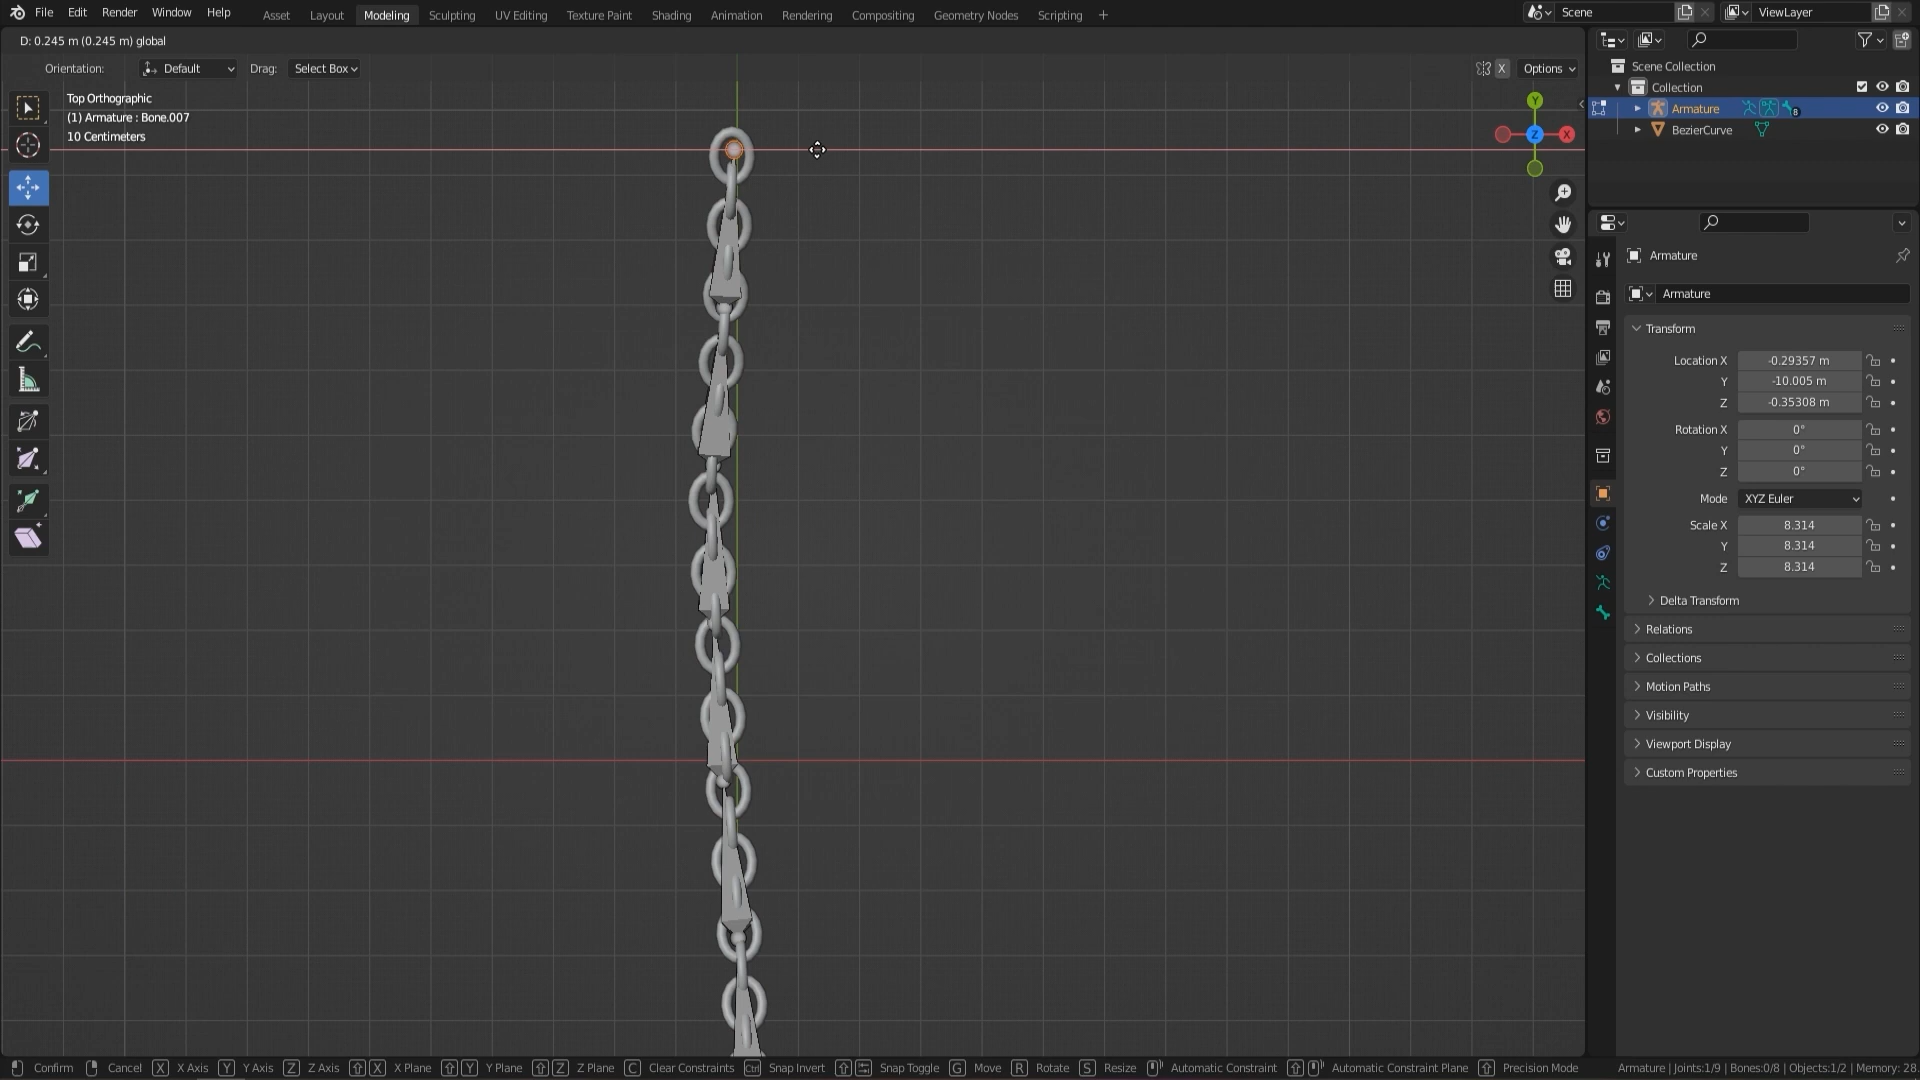 File Edit Render Window Help Asset Layout Modeling Sculpting UV Editing Texture Paint Shading Animation Rendering Compositing Geometry Nodes Scripting + Scene ViewLayer
D: 0.245 m (0.245 m) global
Orientation: Default Drag: Select Box X Options
Top Orthographic
(1) Armature : Bone.007
10 Centimeters
Y
X
Z
Scene Collection
Collection
Armature 8
BezierCurve
Armature
Armature
Transform
Location X -0.29357 m
Y -10.005 m
Z -0.35308 m
Rotation X 0°
Y 0°
Z 0°
Mode XYZ Euler
Scale X 8.314
Y 8.314
Z 8.314
Delta Transform
Relations
Collections
Motion Paths
Visibility
Viewport Display
Custom Properties
Confirm Cancel X X Axis Y Y Axis Z Z Axis X X Plane Y Y Plane Z Z Plane C Clear Constraints Ctrl Snap Invert Snap Toggle G Move R Rotate S Resize Automatic Constraint Automatic Constraint Plane Precision Mode Armature | Joints:1/9 | Bones:0/8 | Objects:1/2 | Memory: 28.